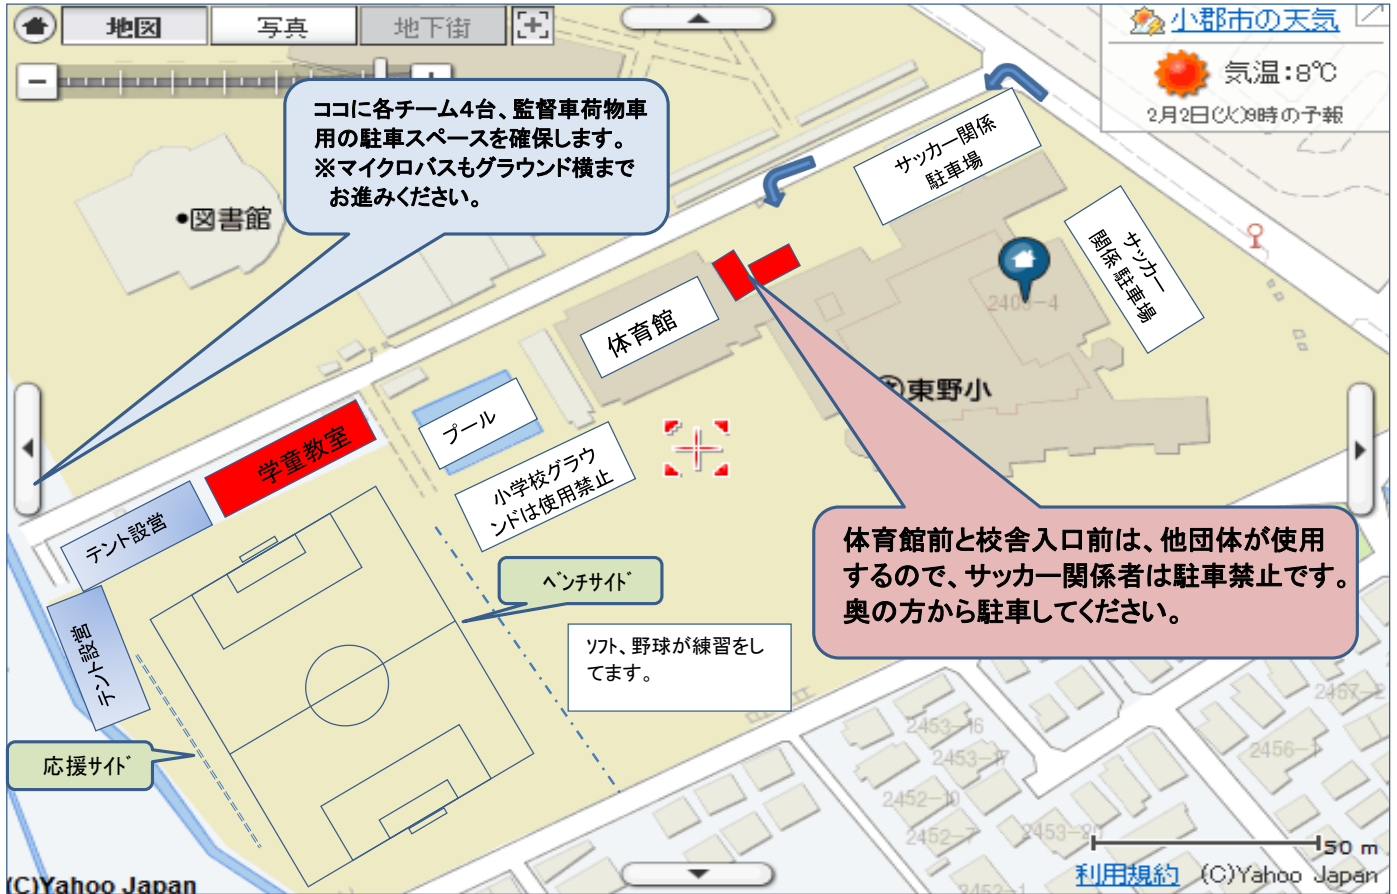 地図
写真
地下街
小郡市の天気
気温:8℃
2月2日(火)9時の予報
ココに各チーム4台、監督車荷物車
用の駐車スペースを確保します。
※マイクロバスもグラウンド横まで
お進みください。
サッカー関係
駐車場
サッカー
関係 駐車場
●図書館
体育館
2403-4
東野小
プール
学童教室
小学校グラウ
ンドは使用禁止
テント設営
テント設営
ベンチサイド
体育館前と校舎入口前は、他団体が使用
するので、サッカー関係者は駐車禁止です。
奥の方から駐車してください。
ソフト、野球が練習をし
てます。
応援サイド
2457-2
2453-16
2453-17
2456-1
2452-10
2452-7
2453-20
2452-1
50 m
利用規約 (C)Yahoo Japan
(C)Yahoo Japan